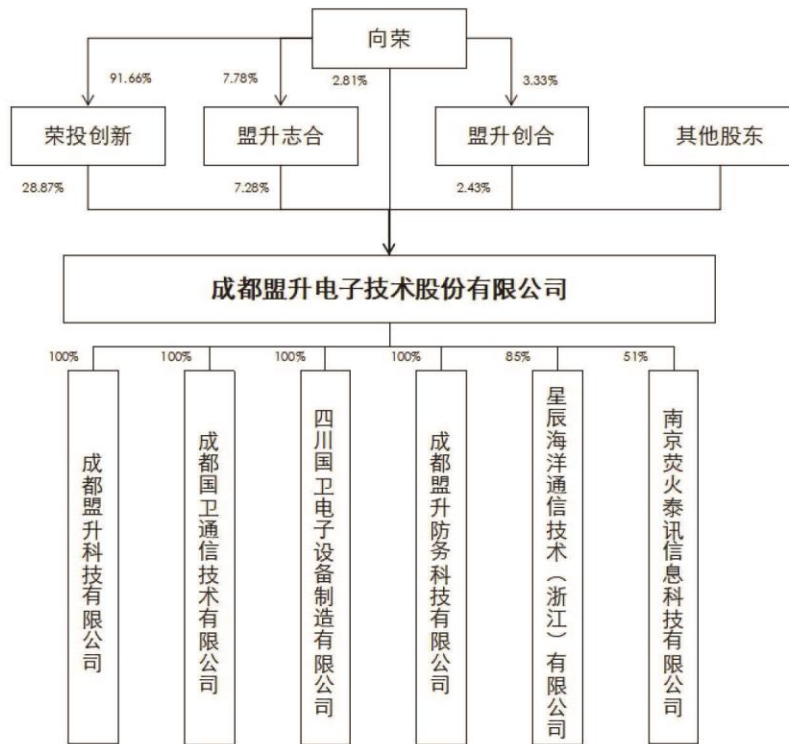 向荣
91.66%
7.78%
2.81%
3.33%
荣投创新
盟升志合
盟升创合
其他股东
28.87%
7.28%
2.43%
成都盟升电子技术股份有限公司
100%
100%
100%
100%
85%
51%
成都盟升科技有限公司
成都国卫通信技术有限公司
四川国卫电子设备制造有限公司
成都盟升防务科技有限公司
星辰海洋通信技术（浙江）有限公司
南京荧火泰讯信息科技有限公司